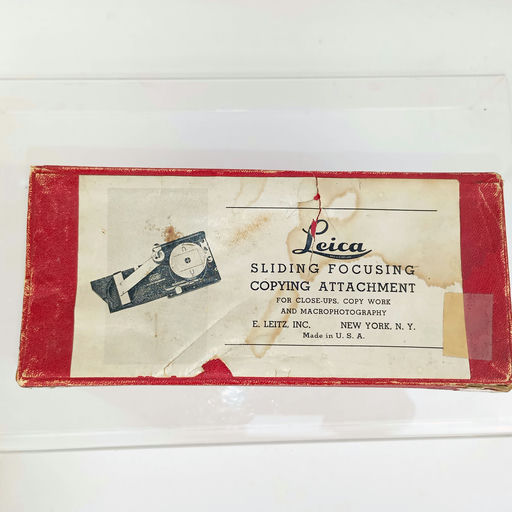 Leica
SLIDING FOCUSING
COPYING ATTACHMENT
FOR CLOSE-UPS, COPY WORK
AND MACROPHOTOGRAPHY
E. LEITZ, INC. NEW YORK, N. Y.
Made in U. S. A.